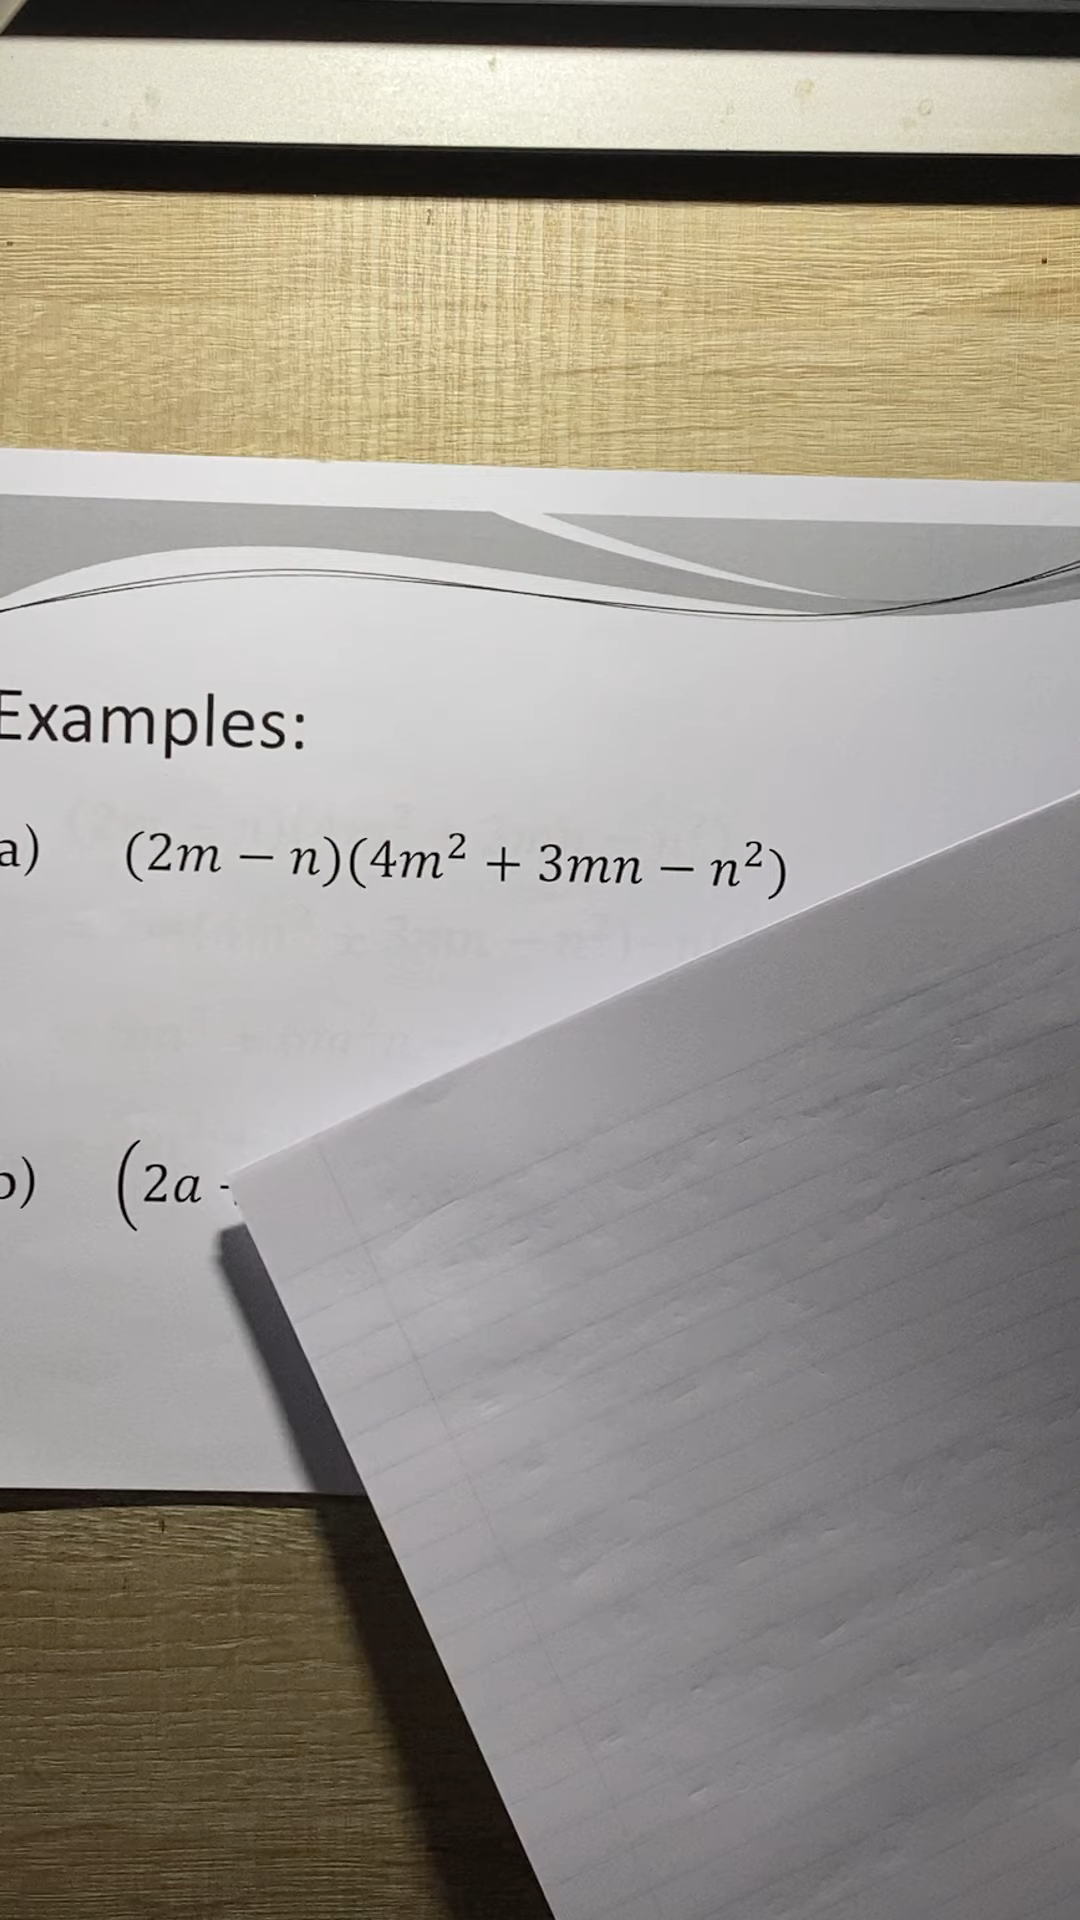 Examples:
a) (2m − n)(4m² + 3mn − n²)
b) (2a